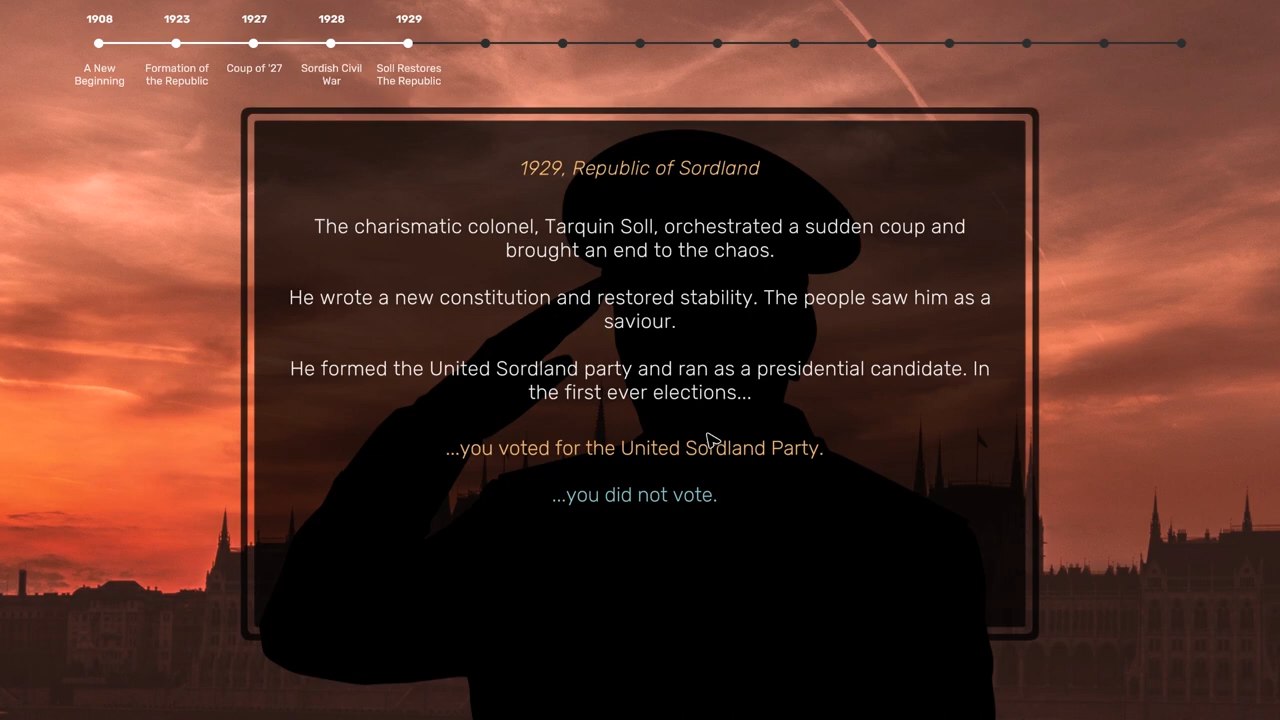 1908
1923
1927
1928
1929
A New
Beginning
Formation of
the Republic
Coup of '27
Sordish Civil
War
Soll Restores
The Republic
1929, Republic of Sordland
The charismatic colonel, Tarquin Soll, orchestrated a sudden coup and
brought an end to the chaos.
He wrote a new constitution and restored stability. The people saw him as a
saviour.
He formed the United Sordland party and ran as a presidential candidate. In
the first ever elections...
...you voted for the United Sordland Party.
...you did not vote.